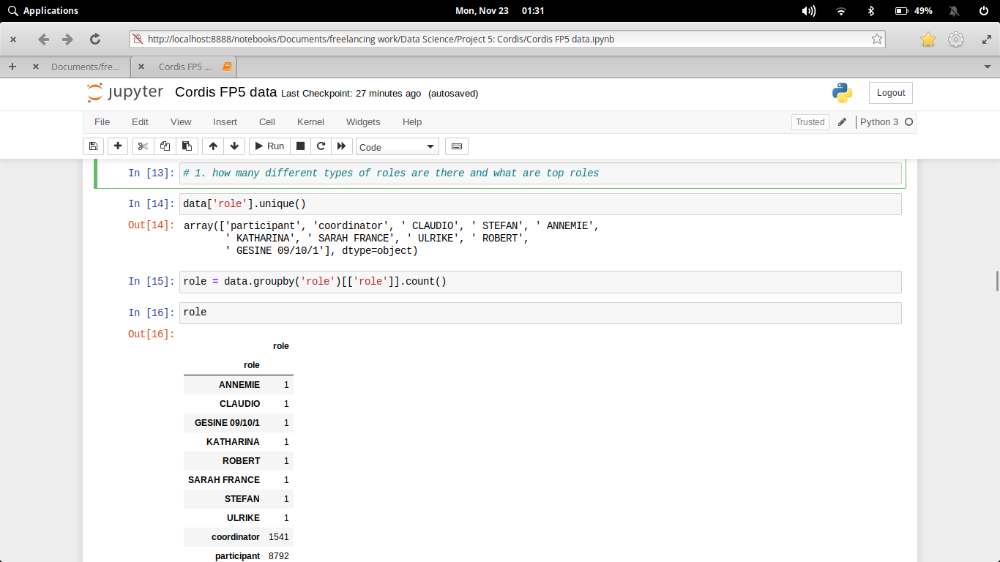 Applications
Mon, Nov 23 01:31
49%
http://localhost:8888/notebooks/Documents/freelancing work/Data Science/Project 5: Cordis/Cordis FP5 data.ipynb
Documents/fre...
Cordis FP5 ...
jupyter Cordis FP5 data Last Checkpoint: 27 minutes ago (autosaved)
Logout
File Edit View Insert Cell Kernel Widgets Help
Trusted
Python 3
Run
Code
In [13]: # 1. how many different types of roles are there and what are top roles
In [14]: data['role'].unique()
Out[14]: array(['participant', 'coordinator', ' CLAUDIO', ' STEFAN', ' ANNEMIE',
' KATHARINA', ' SARAH FRANCE', ' ULRIKE', ' ROBERT',
' GESINE 09/10/1'], dtype=object)
In [15]: role = data.groupby('role')[['role']].count()
In [16]: role
Out[16]:
role
role
ANNEMIE 1
CLAUDIO 1
GESINE 09/10/1 1
KATHARINA 1
ROBERT 1
SARAH FRANCE 1
STEFAN 1
ULRIKE 1
coordinator 1541
participant 8792